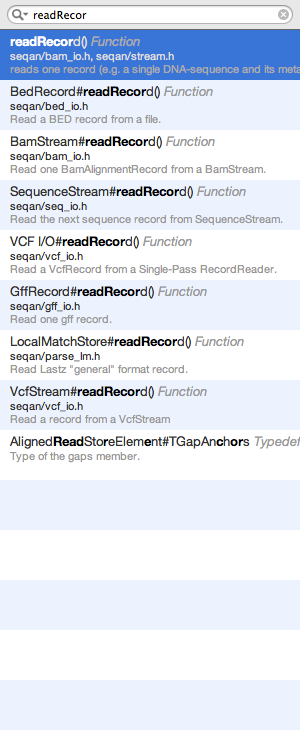 readRecor
readRecord() Function
seqan/bam_io.h, seqan/stream.h
reads one record (e.g. a single DNA-sequence and its meta
BedRecord#readRecord() Function
seqan/bed_io.h
Read a BED record from a file.
BamStream#readRecord() Function
seqan/bam_io.h
Read one BamAlignmentRecord from a BamStream.
SequenceStream#readRecord() Function
seqan/seq_io.h
Read the next sequence record from SequenceStream.
VCF I/O#readRecord() Function
seqan/vcf_io.h
Read a VcfRecord from a Single-Pass RecordReader.
GffRecord#readRecord() Function
seqan/gff_io.h
Read one gff record.
LocalMatchStore#readRecord() Function
seqan/parse_lm.h
Read Lastz "general" format record.
VcfStream#readRecord() Function
seqan/vcf_io.h
Read a record from a VcfStream
AlignedReadStoreElement#TGapAnchors Typedef
Type of the gaps member.